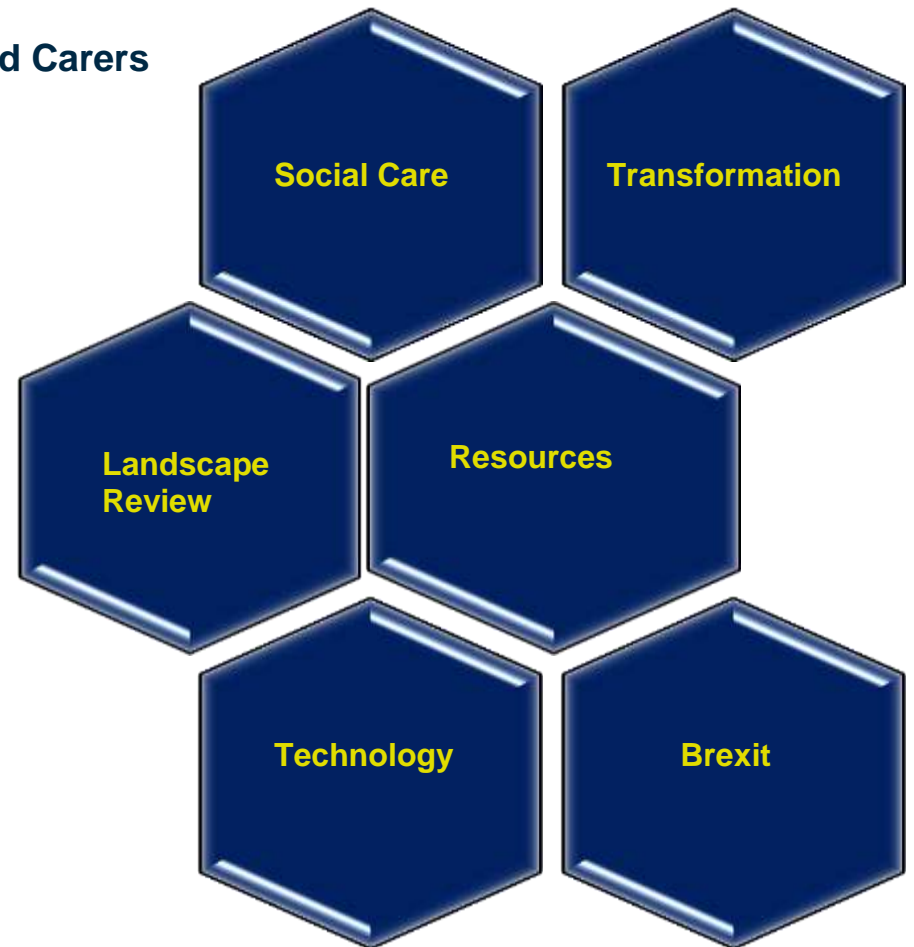 d Carers
Social Care
Transformation
Landscape
Review
Resources
Technology
Brexit